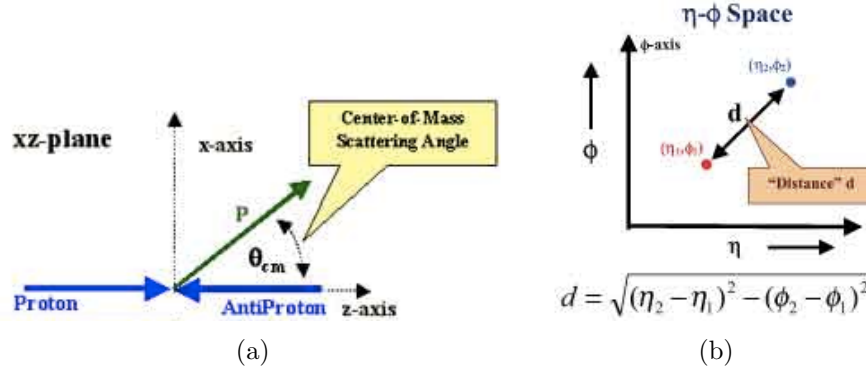 xz-plane
x-axis
Center-of-Mass
Scattering Angle
P
θcm
Proton
AntiProton
z-axis
(a)
η-ϕ Space
ϕ-axis
(η₂,ϕ₂)
d
ϕ
(η₁,ϕ₁)
"Distance" d
η
d = √(η₂ − η₁)² − (ϕ₂ − ϕ₁)²
(b)